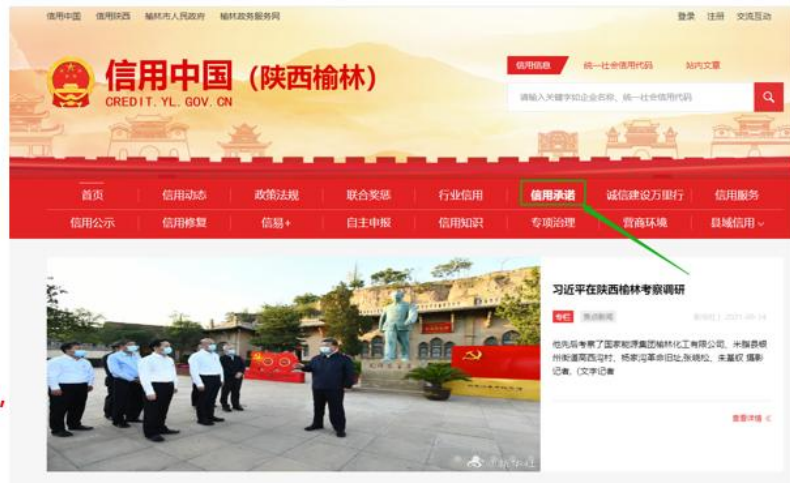 信用中国 信用陕西 榆林市人民政府 榆林政务服务网 登录 注册 交流互动
信用信息 统一社会信用代码 站内文章
信用中国（陕西榆林）
CREDIT.YL.GOV.CN
请输入关键字如企业名称、统一社会信用代码
首页 信用动态 政策法规 联合奖惩 行业信用 信用承诺 诚信建设万里行 信用服务
信用公示 信用修复 信易+ 自主申报 信用知识 专项治理 营商环境 县域信用
习近平在陕西榆林考察调研
专栏 焦点新闻 2021-09-14
他先后考察了国家能源集团榆林化工有限公司、米脂县银
州街道高西沟村、杨家沟革命旧址,张晓松、朱基钗 摄影
记者、(文字记者
查看详情